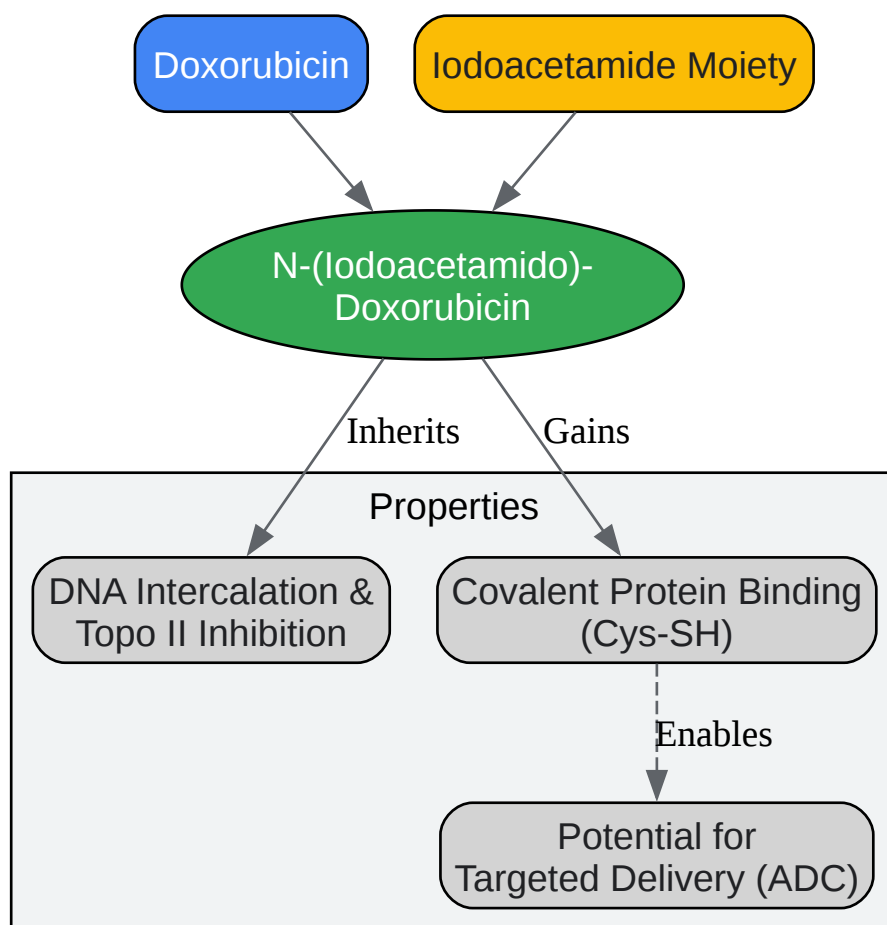 Doxorubicin
Iodoacetamide Moiety
N-(Iodoacetamido)-
Doxorubicin
Inherits
Gains
Properties
DNA Intercalation &
Topo II Inhibition
Covalent Protein Binding
(Cys-SH)
Enables
Potential for
Targeted Delivery (ADC)